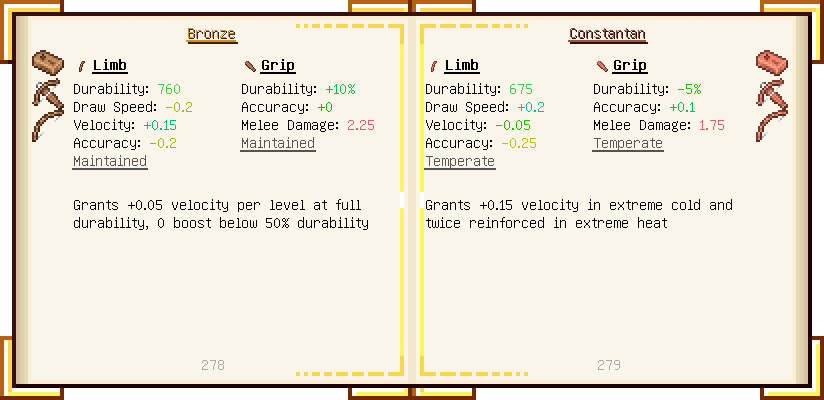 Bronze
Limb
Durability: 760
Draw Speed: -0.2
Velocity: +0.15
Accuracy: -0.2
Maintained
Grip
Durability: +10%
Accuracy: +0
Melee Damage: 2.25
Maintained
Grants +0.05 velocity per level at full
durability, 0 boost below 50% durability
278
Constantan
Limb
Durability: 675
Draw Speed: +0.2
Velocity: -0.05
Accuracy: -0.25
Temperate
Grip
Durability: -5%
Accuracy: +0.1
Melee Damage: 1.75
Temperate
Grants +0.15 velocity in extreme cold and
twice reinforced in extreme heat
279